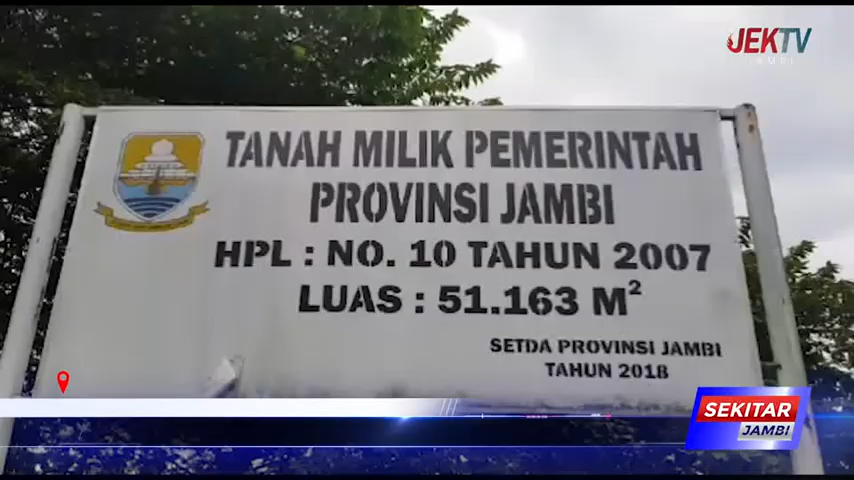 JEKTV
JAMBI
TANAH MILIK PEMERINTAH
PROVINSI JAMBI
HPL : NO. 10 TAHUN 2007
LUAS : 51.163 M²
SETDA PROVINSI JAMBI
TAHUN 2018
SEKITAR
JAMBI